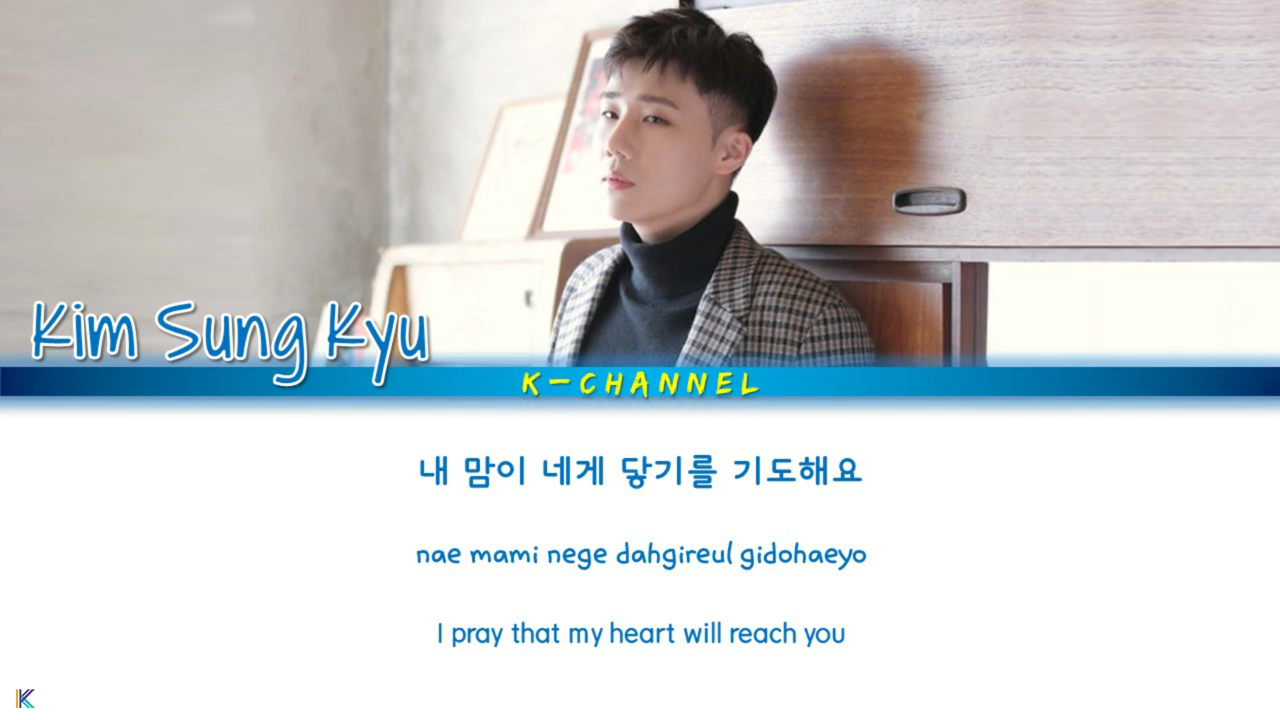 Kim Sung Kyu
K-CHANNEL
내 맘이 네게 닿기를 기도해요
nae mami nege dahgireul gidohaeyo
I pray that my heart will reach you
K